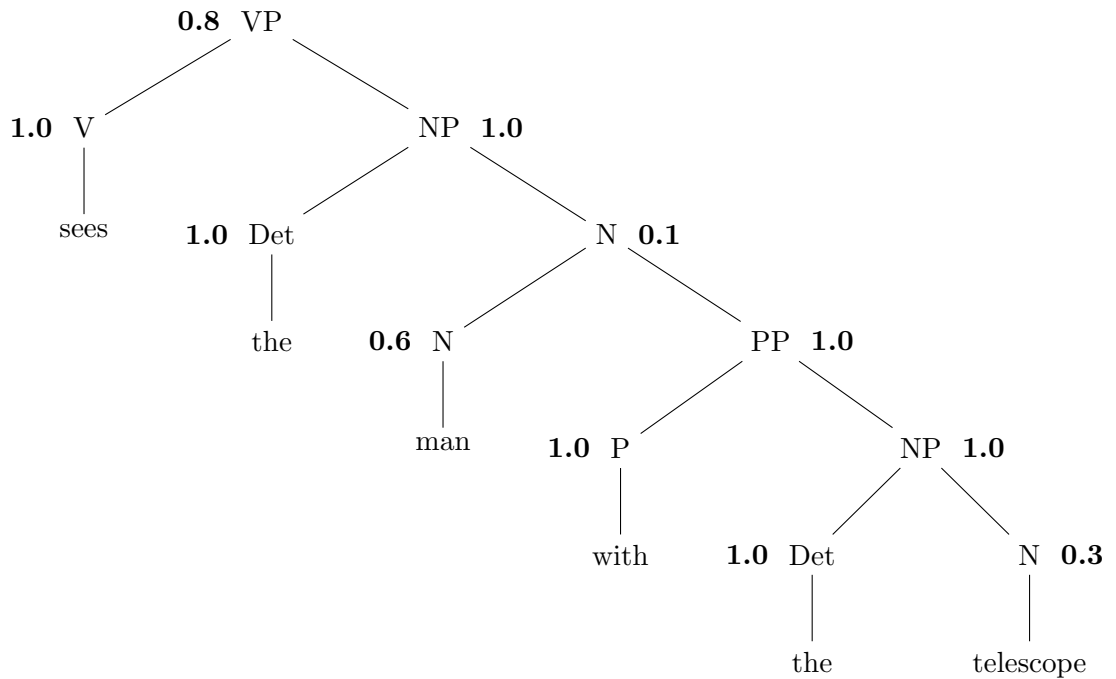 0.8 VP
1.0 V NP 1.0
sees 1.0 Det N 0.1
the 0.6 N PP 1.0
man 1.0 P NP 1.0
with 1.0 Det N 0.3
the telescope